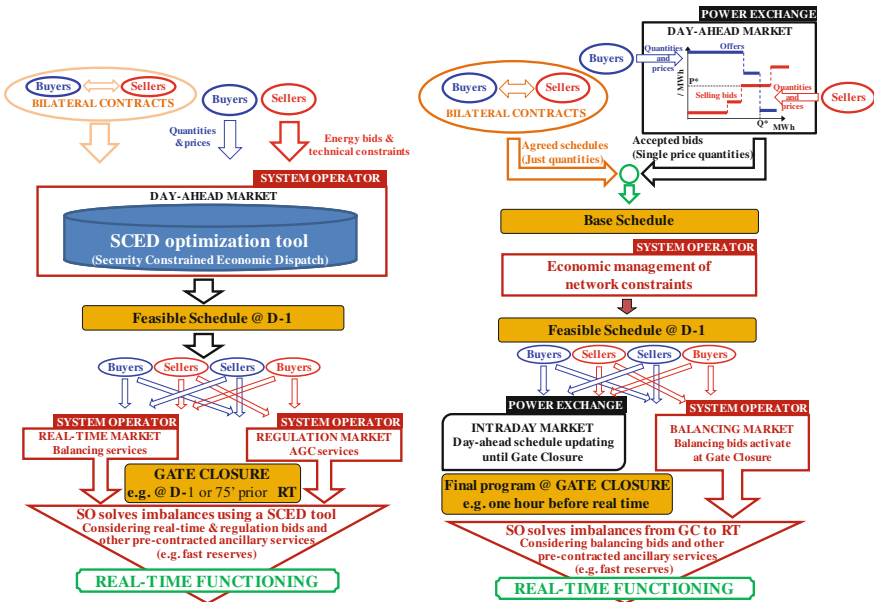 Buyers
Sellers
BILATERAL CONTRACTS
Buyers
Sellers
Quantities
& prices
Energy bids &
technical constraints
SYSTEM OPERATOR
DAY-AHEAD MARKET
SCED optimization tool
(Security Constrained Economic Dispatch)
Feasible Schedule @ D-1
Buyers
Sellers
Sellers
Buyers
SYSTEM OPERATOR
REAL-TIME MARKET
Balancing services
SYSTEM OPERATOR
REGULATION MARKET
AGC services
GATE CLOSURE
e.g. @ D-1 or 75' prior RT
SO solves imbalances using a SCED tool
Considering real-time & regulation bids and
other pre-contracted ancillary services
(e.g. fast reserves)
REAL-TIME FUNCTIONING
POWER EXCHANGE
DAY-AHEAD MARKET
Buyers
Quantities
and
prices
Offers
/ MWh
P*
Selling bids
Quantities
and
prices
Sellers
Q*
MWh
Buyers
Sellers
BILATERAL CONTRACTS
Agreed schedules
(Just quantities)
Accepted bids
(Single price quantities)
Base Schedule
SYSTEM OPERATOR
Economic management of
network constraints
Feasible Schedule @ D-1
Buyers
Sellers
Sellers
Buyers
POWER EXCHANGE
INTRADAY MARKET
Day-ahead schedule updating
until Gate Closure
SYSTEM OPERATOR
BALANCING MARKET
Balancing bids activate
at Gate Closure
Final program @ GATE CLOSURE
e.g. one hour before real time
SO solves imbalances from GC to RT
Considering balancing bids and other
pre-contracted ancillary services
(e.g. fast reserves)
REAL-TIME FUNCTIONING